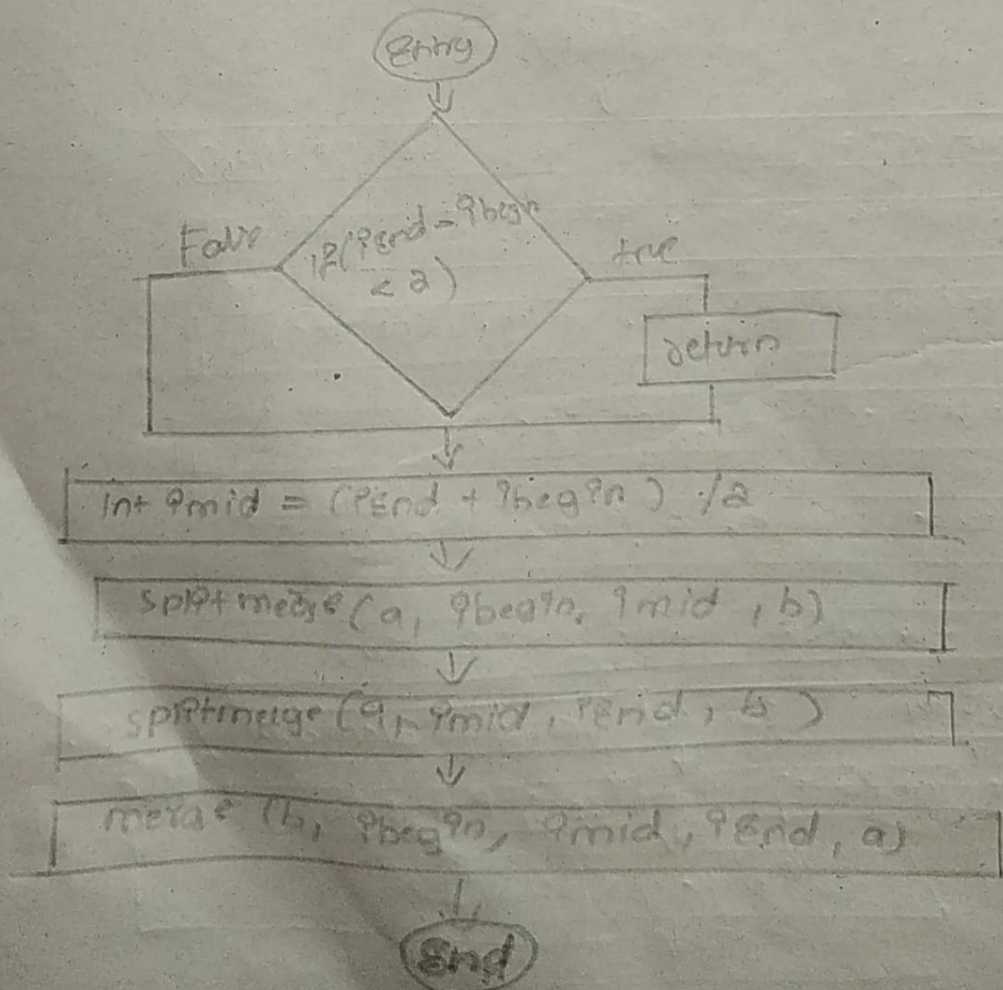 Entry
if(iEnd - ibegin
< 2)
False
true
return
int imid = (iEnd + ibegin) / 2
splitmerge(a, ibegin, imid, b)
splitmerge(a, imid, iEnd, b)
merge (b, ibegin, imid, iEnd, a)
End